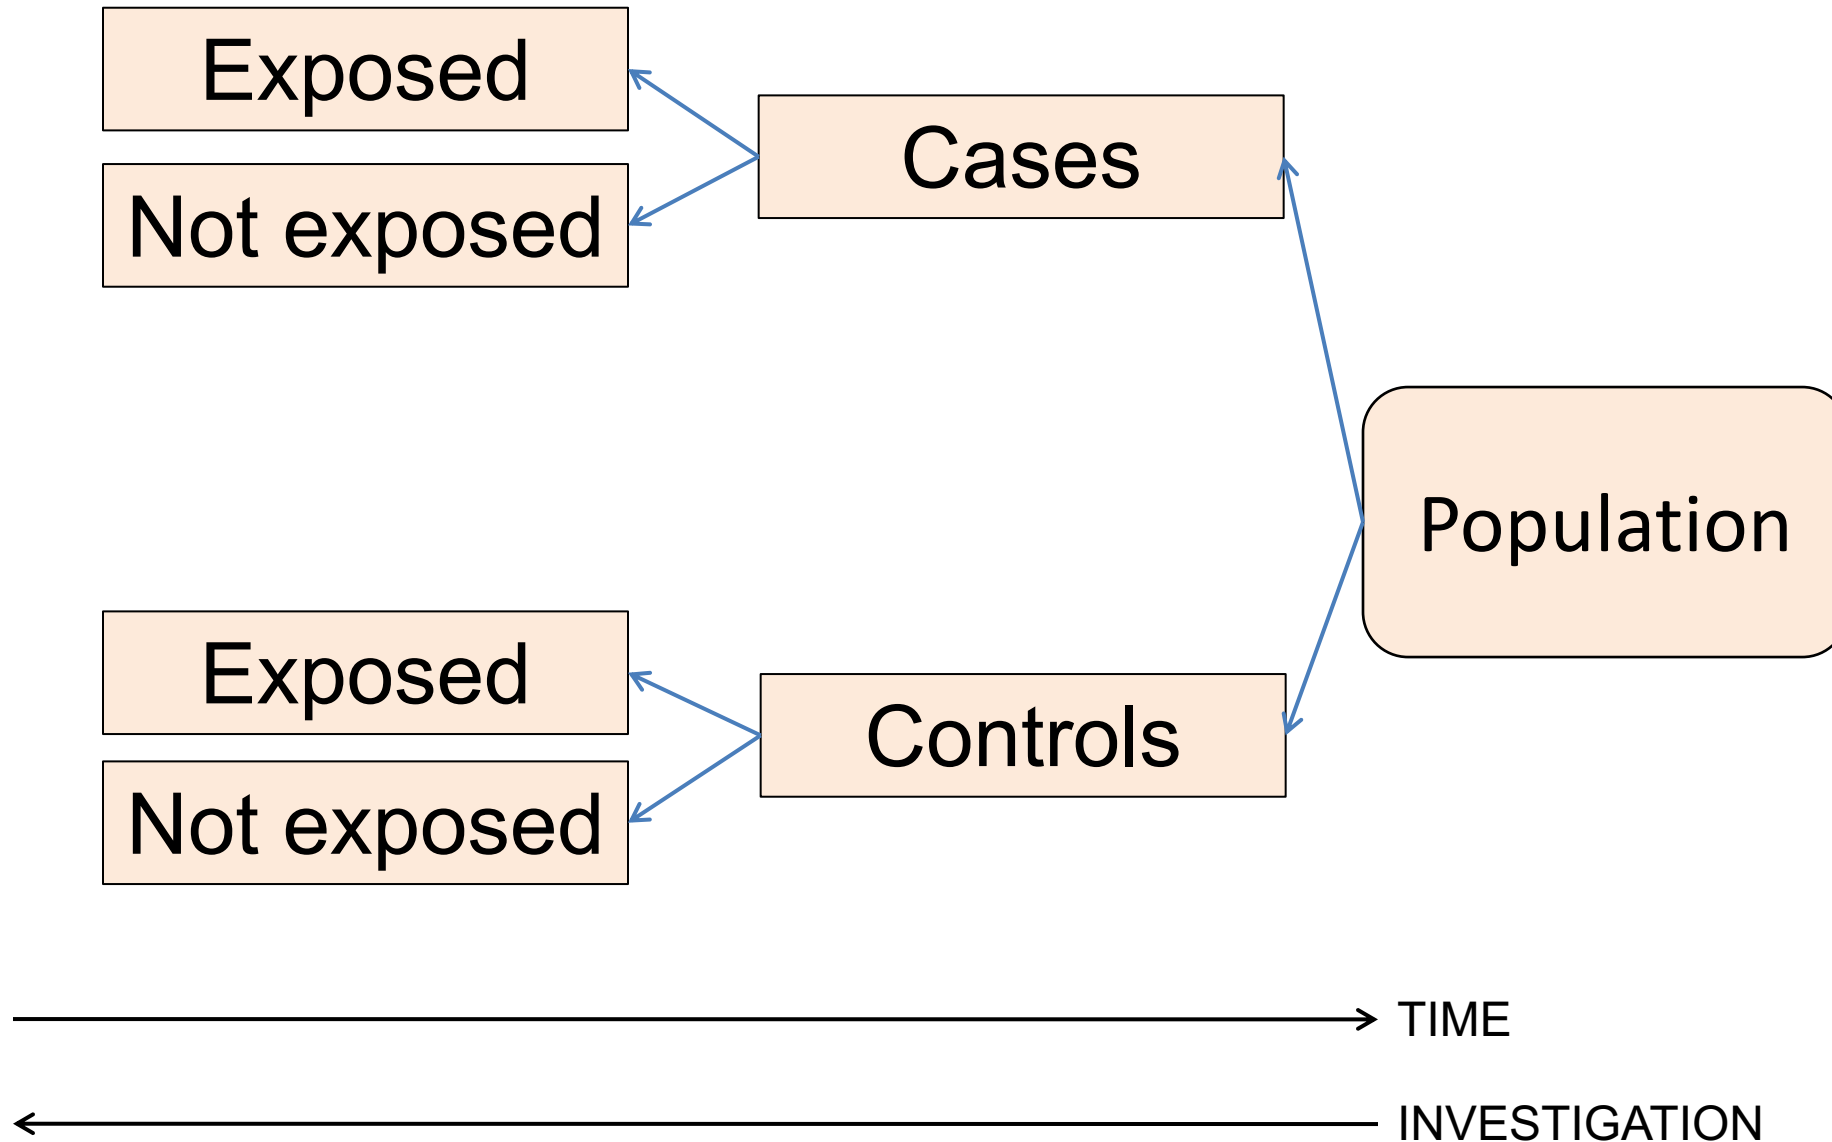 Exposed
Not exposed
Cases
Population
Exposed
Not exposed
Controls
TIME
INVESTIGATION